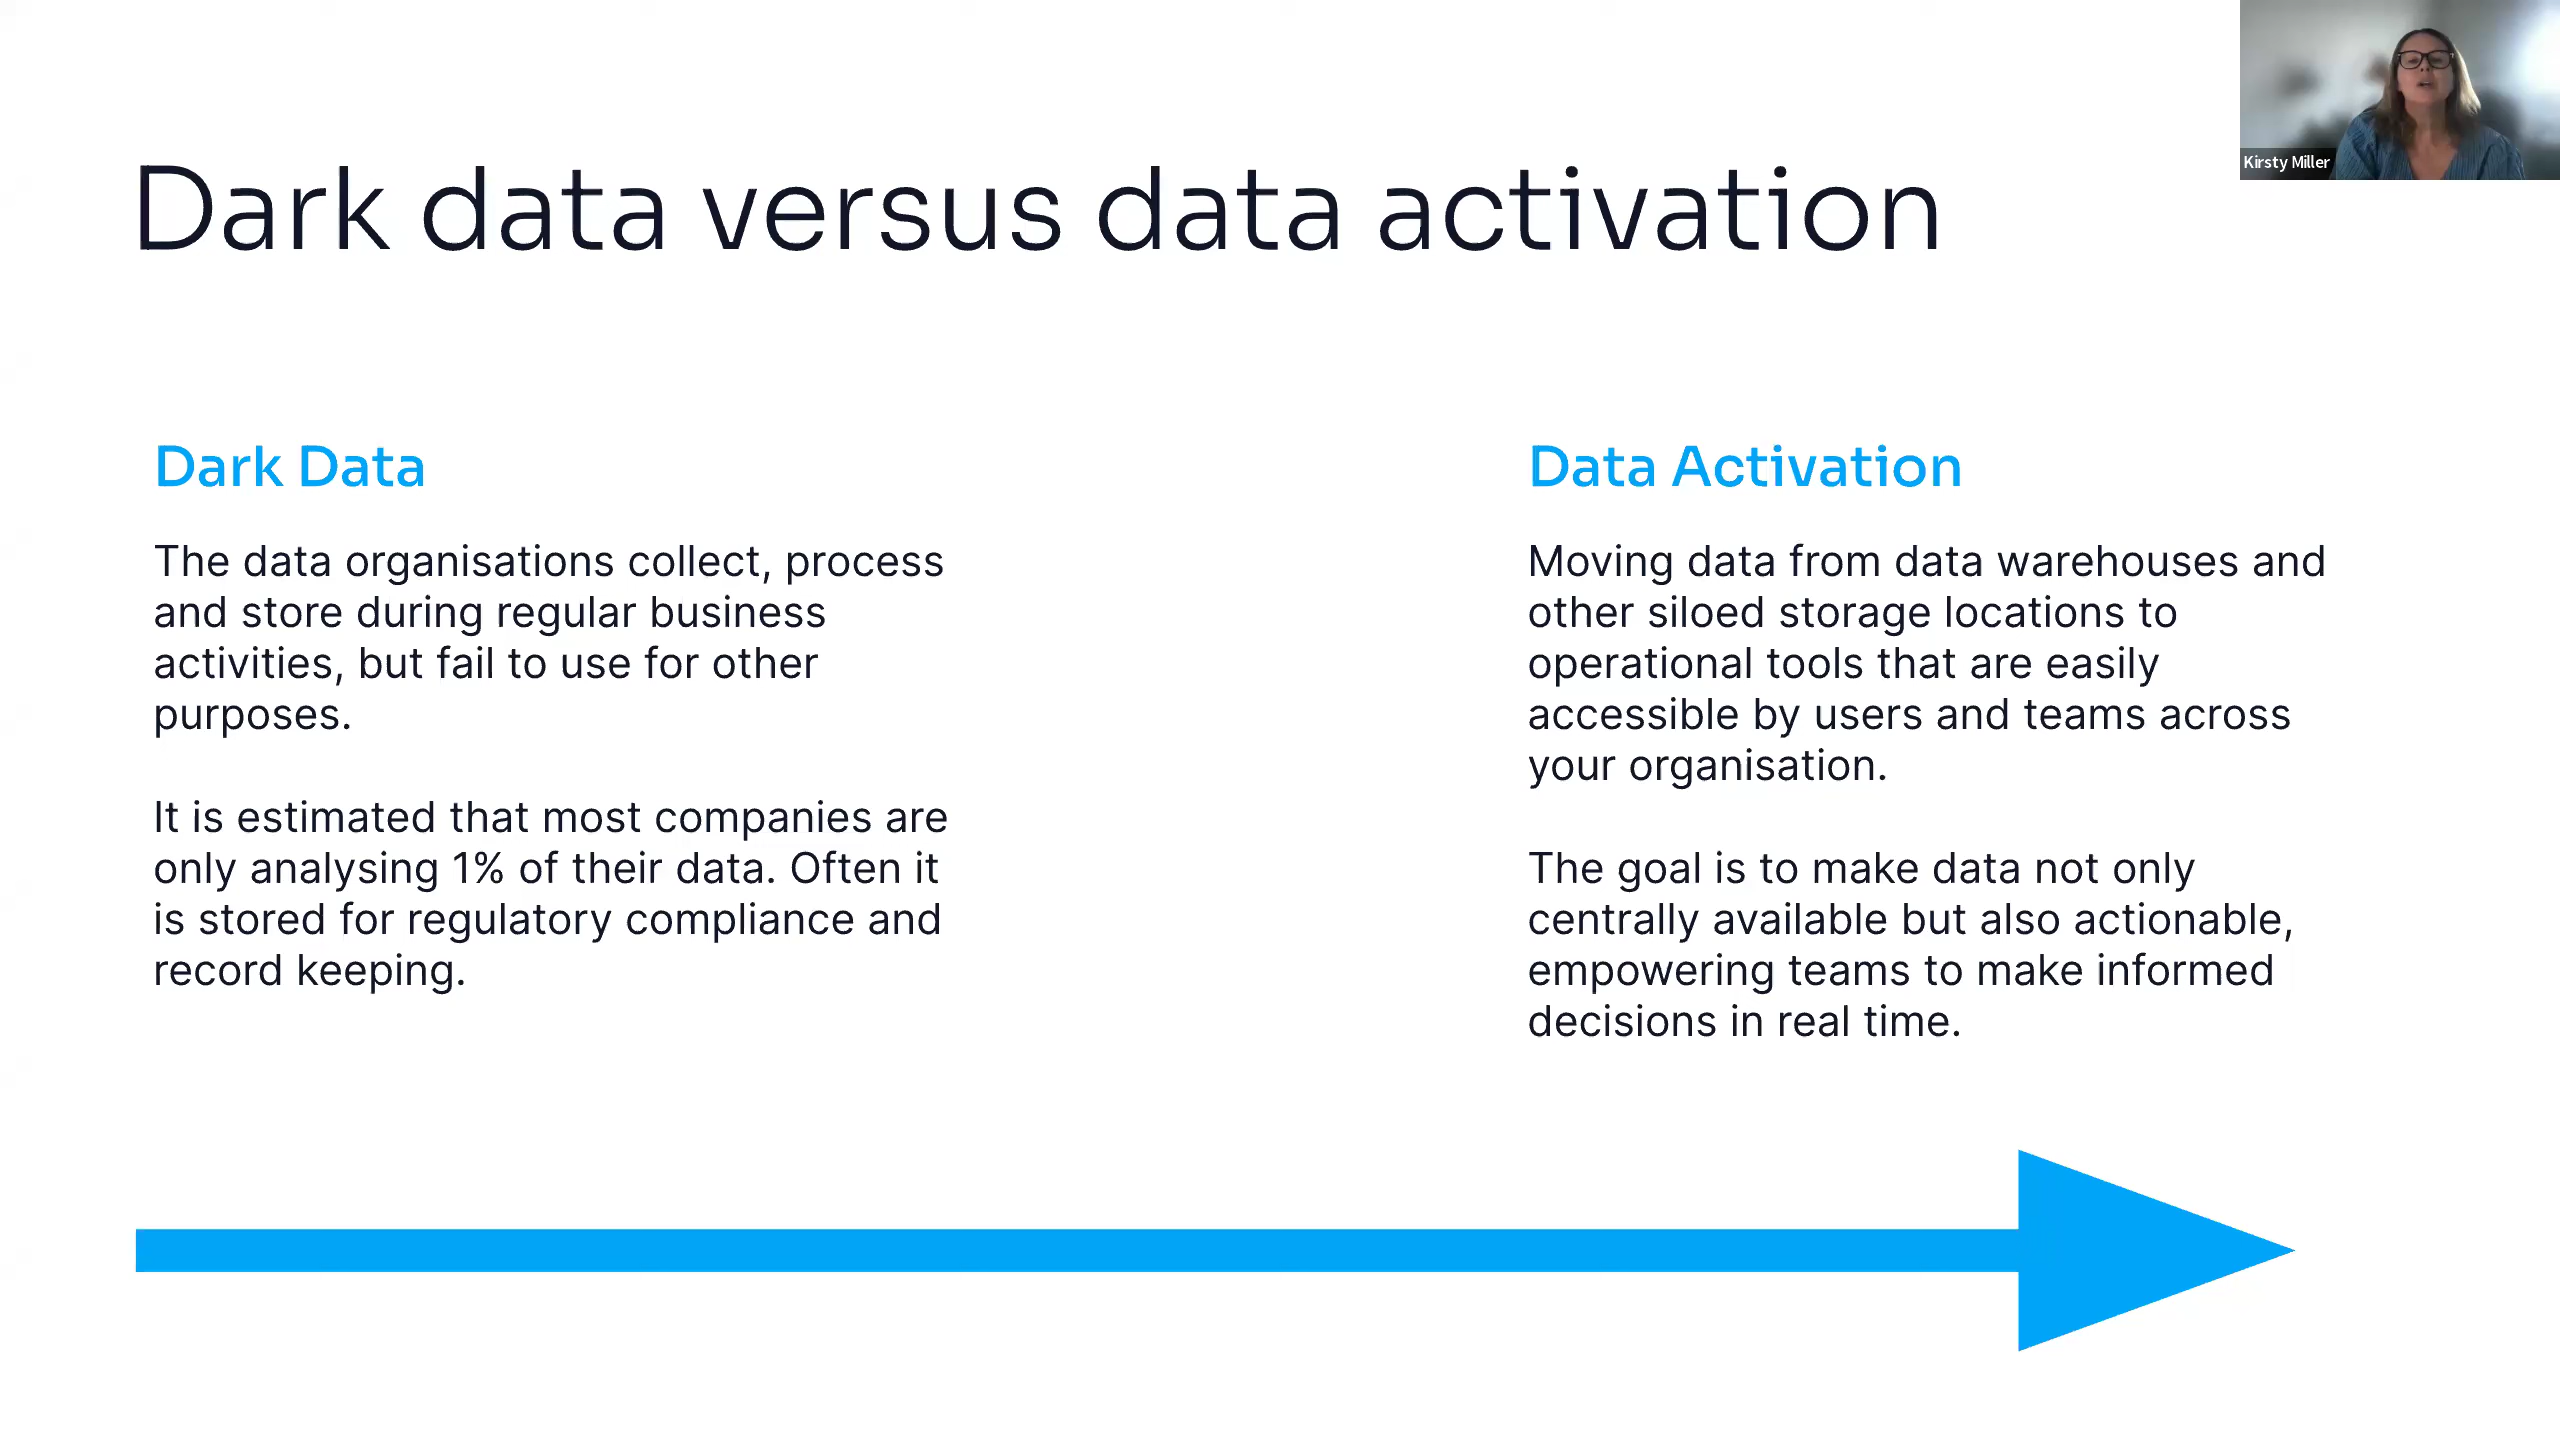 Kirsty Miller
Dark data versus data activation
Dark Data
The data organisations collect, process
and store during regular business
activities, but fail to use for other
purposes.
It is estimated that most companies are
only analysing 1% of their data. Often it
is stored for regulatory compliance and
record keeping.
Data Activation
Moving data from data warehouses and
other siloed storage locations to
operational tools that are easily
accessible by users and teams across
your organisation.
The goal is to make data not only
centrally available but also actionable,
empowering teams to make informed
decisions in real time.